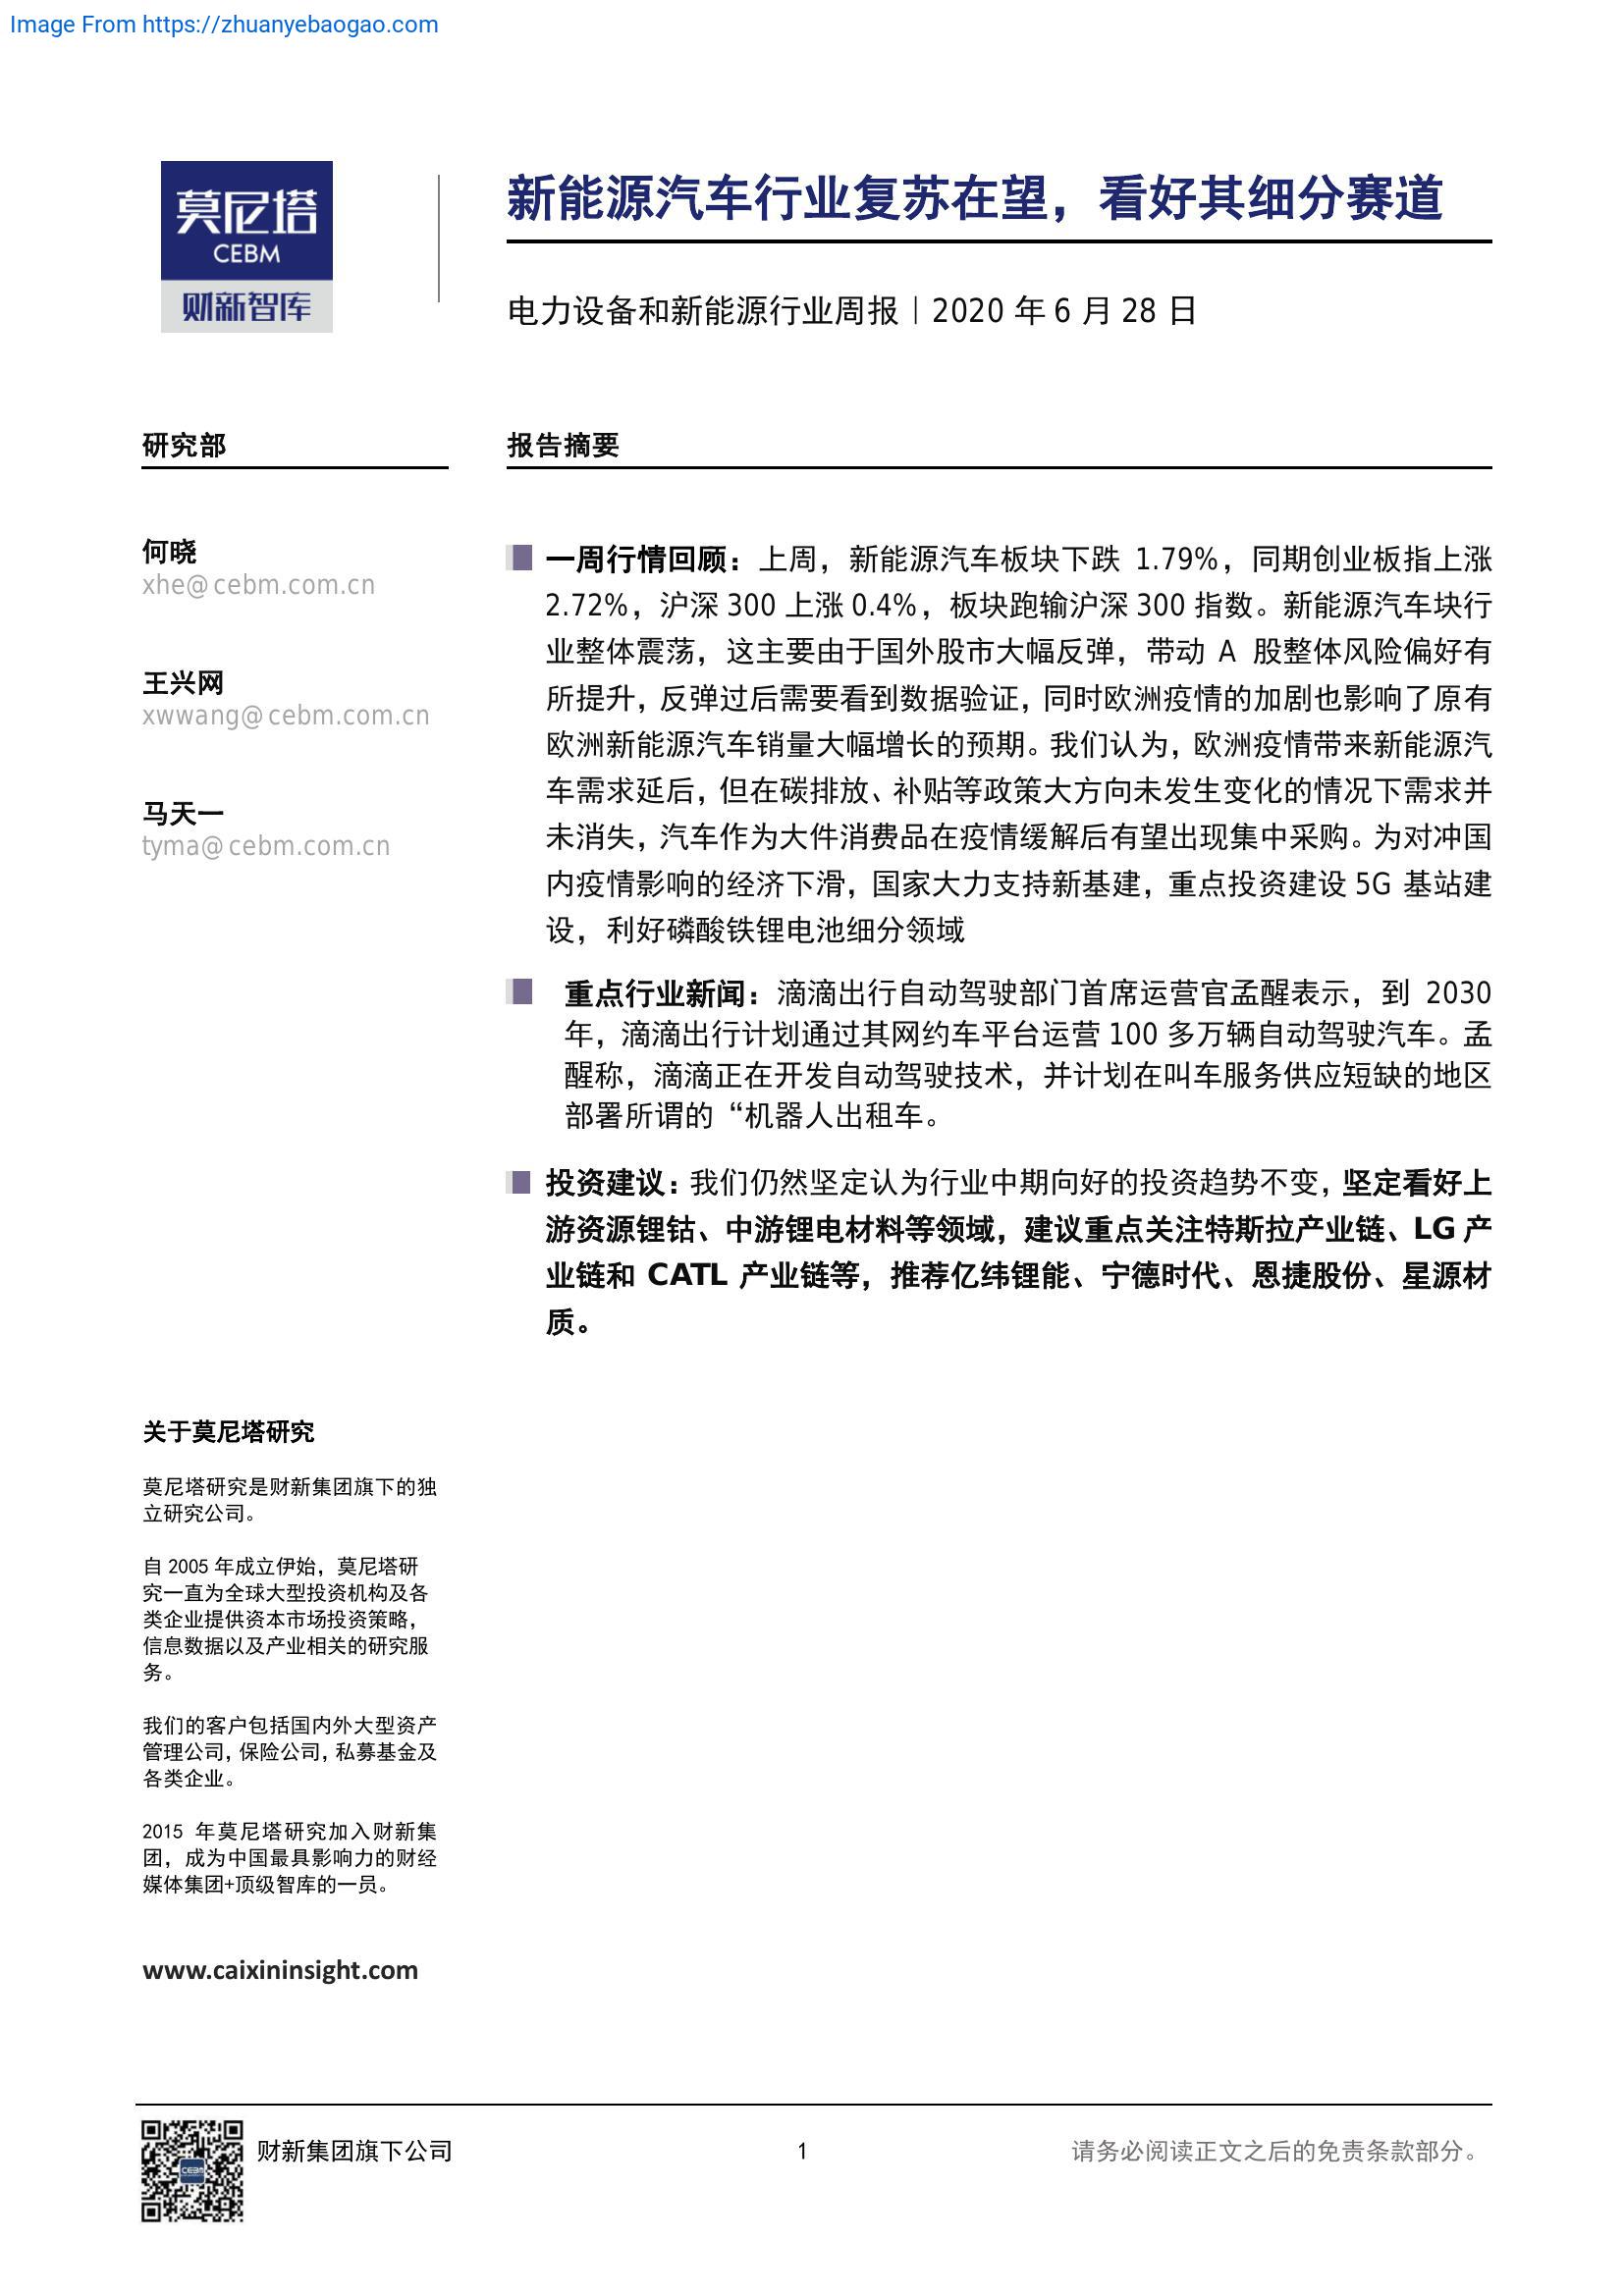 Image From https://zhuanyebaogao.com
莫尼塔
CEBM
财新智库
新能源汽车行业复苏在望，看好其细分赛道
电力设备和新能源行业周报｜2020 年 6 月 28 日
研究部
何晓
xhe@cebm.com.cn
王兴网
xwwang@cebm.com.cn
马天一
tyma@cebm.com.cn
报告摘要
一周行情回顾：上周，新能源汽车板块下跌 1.79%，同期创业板指上涨
2.72%，沪深 300 上涨 0.4%，板块跑输沪深 300 指数。新能源汽车块行
业整体震荡，这主要由于国外股市大幅反弹，带动 A 股整体风险偏好有
所提升，反弹过后需要看到数据验证，同时欧洲疫情的加剧也影响了原有
欧洲新能源汽车销量大幅增长的预期。我们认为，欧洲疫情带来新能源汽
车需求延后，但在碳排放、补贴等政策大方向未发生变化的情况下需求并
未消失，汽车作为大件消费品在疫情缓解后有望出现集中采购。为对冲国
内疫情影响的经济下滑，国家大力支持新基建，重点投资建设 5G 基站建
设，利好磷酸铁锂电池细分领域
重点行业新闻：滴滴出行自动驾驶部门首席运营官孟醒表示，到 2030
年，滴滴出行计划通过其网约车平台运营 100 多万辆自动驾驶汽车。孟
醒称，滴滴正在开发自动驾驶技术，并计划在叫车服务供应短缺的地区
部署所谓的“机器人出租车。
投资建议：我们仍然坚定认为行业中期向好的投资趋势不变，坚定看好上
游资源锂钴、中游锂电材料等领域，建议重点关注特斯拉产业链、LG 产
业链和 CATL 产业链等，推荐亿纬锂能、宁德时代、恩捷股份、星源材
质。
关于莫尼塔研究
莫尼塔研究是财新集团旗下的独
立研究公司。
自 2005 年成立伊始，莫尼塔研
究一直为全球大型投资机构及各
类企业提供资本市场投资策略，
信息数据以及产业相关的研究服
务。
我们的客户包括国内外大型资产
管理公司，保险公司，私募基金及
各类企业。
2015 年莫尼塔研究加入财新集
团，成为中国最具影响力的财经
媒体集团+顶级智库的一员。
www.caixininsight.com
CEBM
财新集团旗下公司
1
请务必阅读正文之后的免责条款部分。